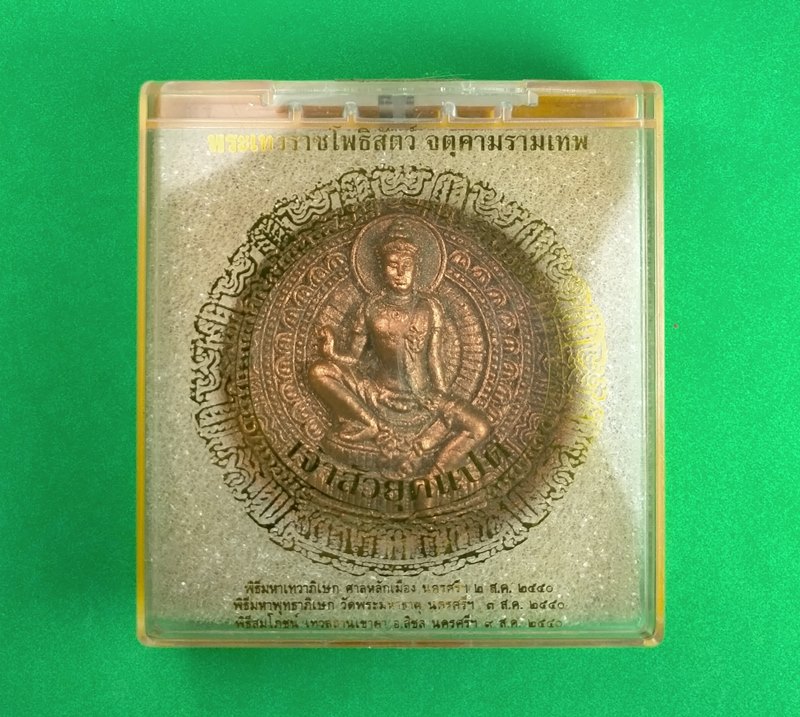 พระเทวราชโพธิสัตว์ จตุคามรามเทพ
เจ้าสัวยุคนปัต
พิธีมหาเทวาภิเษก ศาลหลักเมือง นครศรีฯ ๒ ส.ค. ๒๕๔๐
พิธีมหาพุทธาภิเษก วัดพระมหาธาตุ นครศรีฯ ๓ ส.ค. ๒๕๔๐
พิธีสมโภชน์ เทวสถานเขาคา อ.สิชล นครศรีฯ ๙ ส.ค. ๒๕๔๐